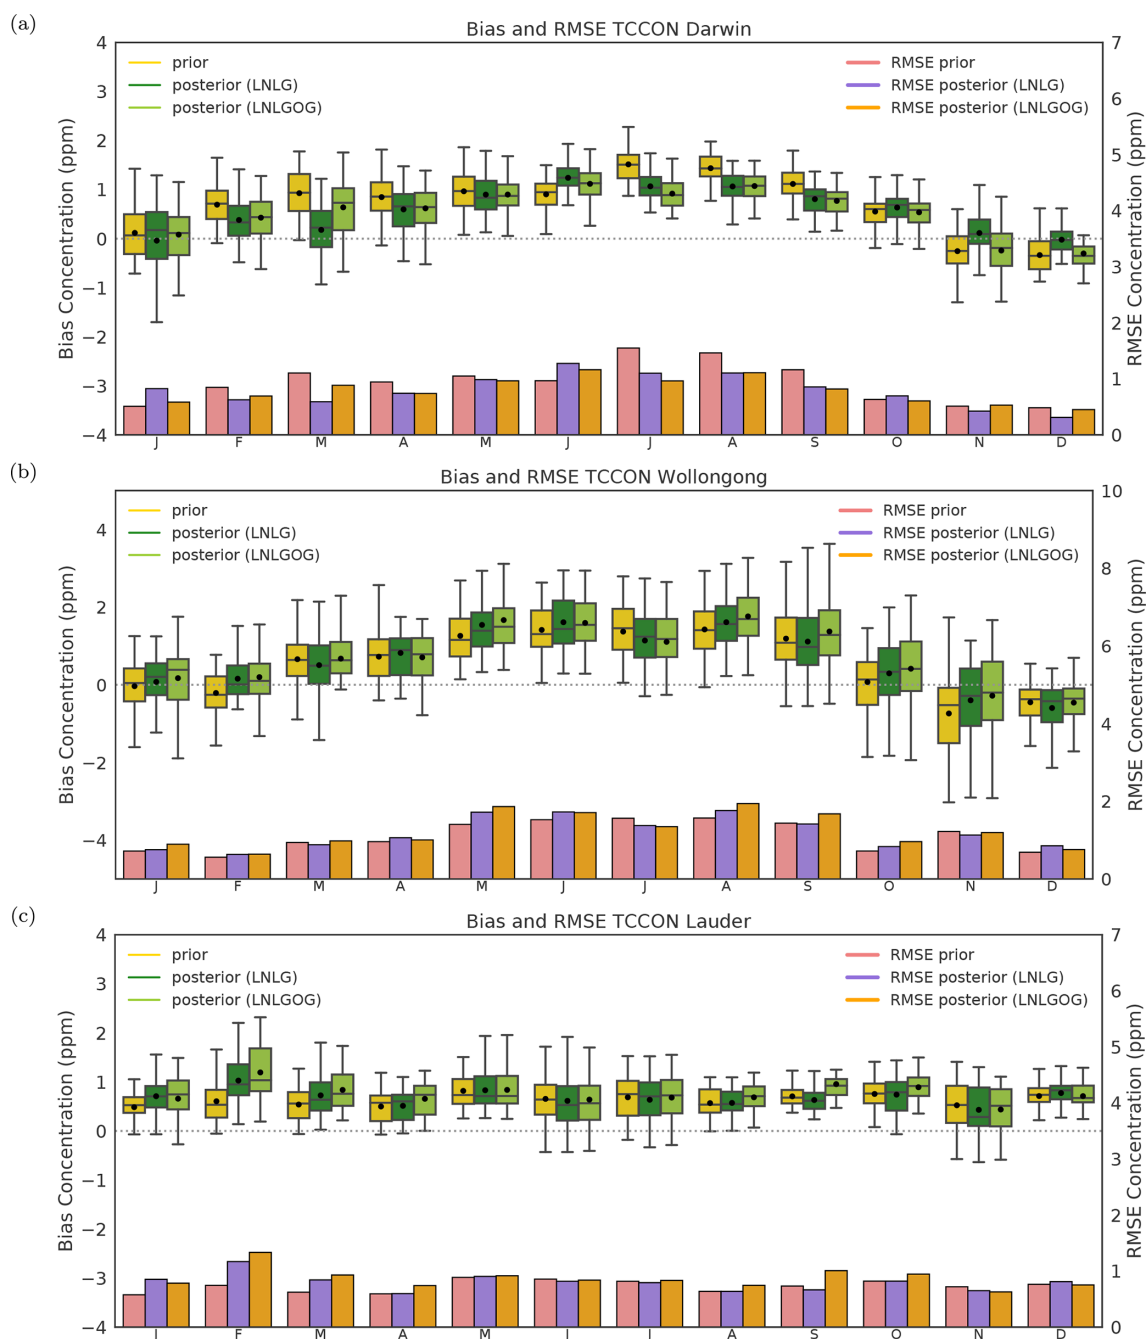 (a)
Bias and RMSE TCCON Darwin
4
3
2
1
0
−1
−2
−3
−4
Bias Concentration (ppm)
prior
posterior (LNLG)
posterior (LNLGOG)
RMSE prior
RMSE posterior (LNLG)
RMSE posterior (LNLGOG)
7
6
5
4
3
2
1
0
RMSE Concentration (ppm)
J F M A M J J A S O N D
(b)
Bias and RMSE TCCON Wollongong
4
2
0
−2
−4
Bias Concentration (ppm)
prior
posterior (LNLG)
posterior (LNLGOG)
RMSE prior
RMSE posterior (LNLG)
RMSE posterior (LNLGOG)
10
8
6
4
2
0
RMSE Concentration (ppm)
J F M A M J J A S O N D
(c)
Bias and RMSE TCCON Lauder
4
3
2
1
0
−1
−2
−3
−4
Bias Concentration (ppm)
prior
posterior (LNLG)
posterior (LNLGOG)
RMSE prior
RMSE posterior (LNLG)
RMSE posterior (LNLGOG)
7
6
5
4
3
2
1
0
RMSE Concentration (ppm)
J F M A M J J A S O N D